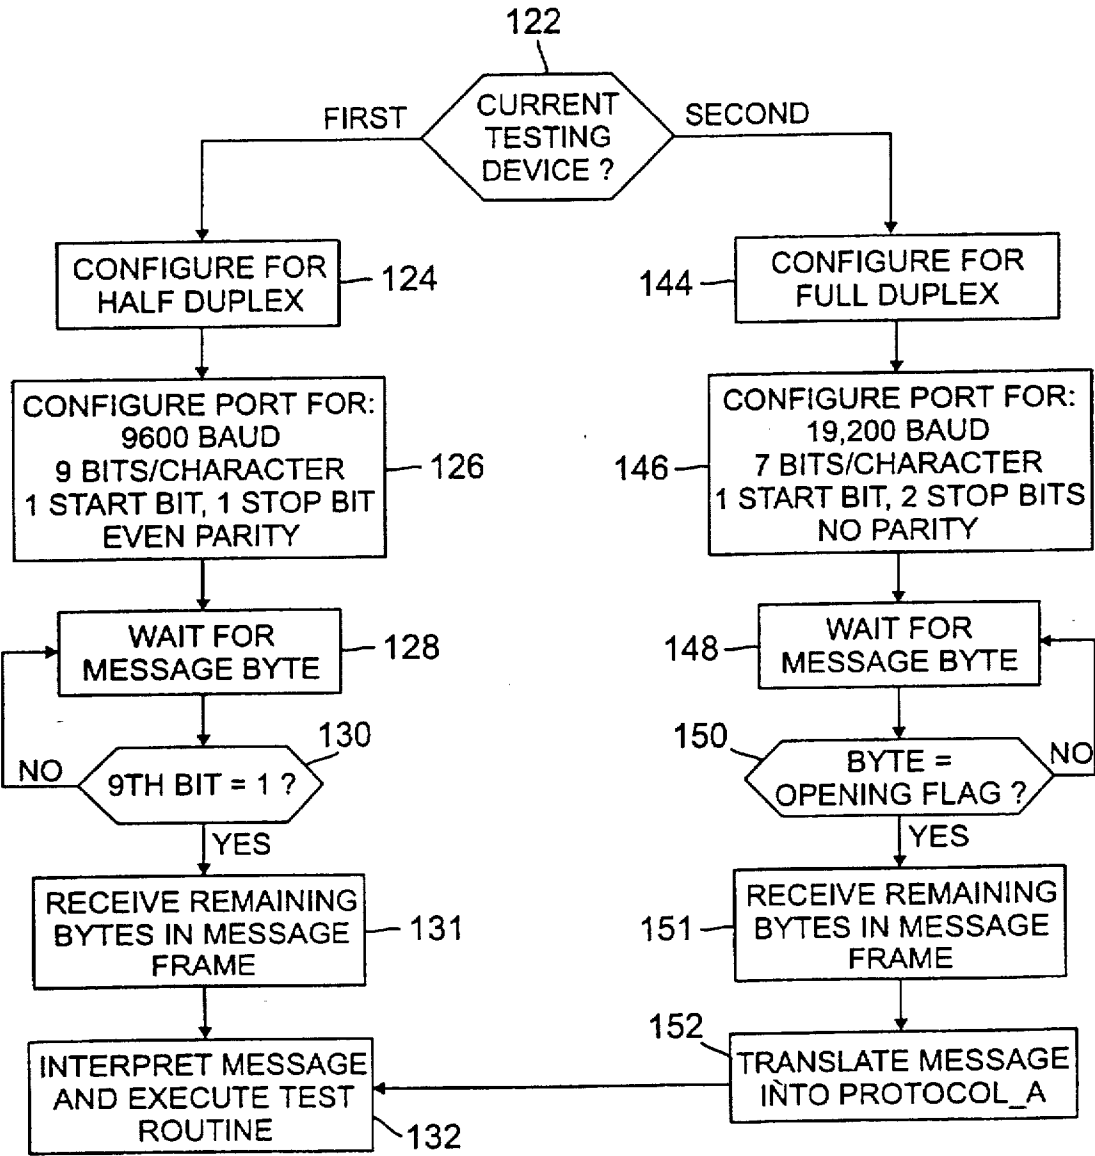 122
CURRENT
TESTING
DEVICE ?
FIRST
SECOND
CONFIGURE FOR
HALF DUPLEX
124
144
CONFIGURE FOR
FULL DUPLEX
CONFIGURE PORT FOR:
9600 BAUD
9 BITS/CHARACTER
1 START BIT, 1 STOP BIT
EVEN PARITY
126
146
CONFIGURE PORT FOR:
19,200 BAUD
7 BITS/CHARACTER
1 START BIT, 2 STOP BITS
NO PARITY
WAIT FOR
MESSAGE BYTE
128
148
WAIT FOR
MESSAGE BYTE
130
NO
9TH BIT = 1 ?
YES
150
BYTE =
OPENING FLAG ?
NO
YES
RECEIVE REMAINING
BYTES IN MESSAGE
FRAME
131
151
RECEIVE REMAINING
BYTES IN MESSAGE
FRAME
INTERPRET MESSAGE
AND EXECUTE TEST
ROUTINE
132
152
TRANSLATE MESSAGE
INTO PROTOCOL_A